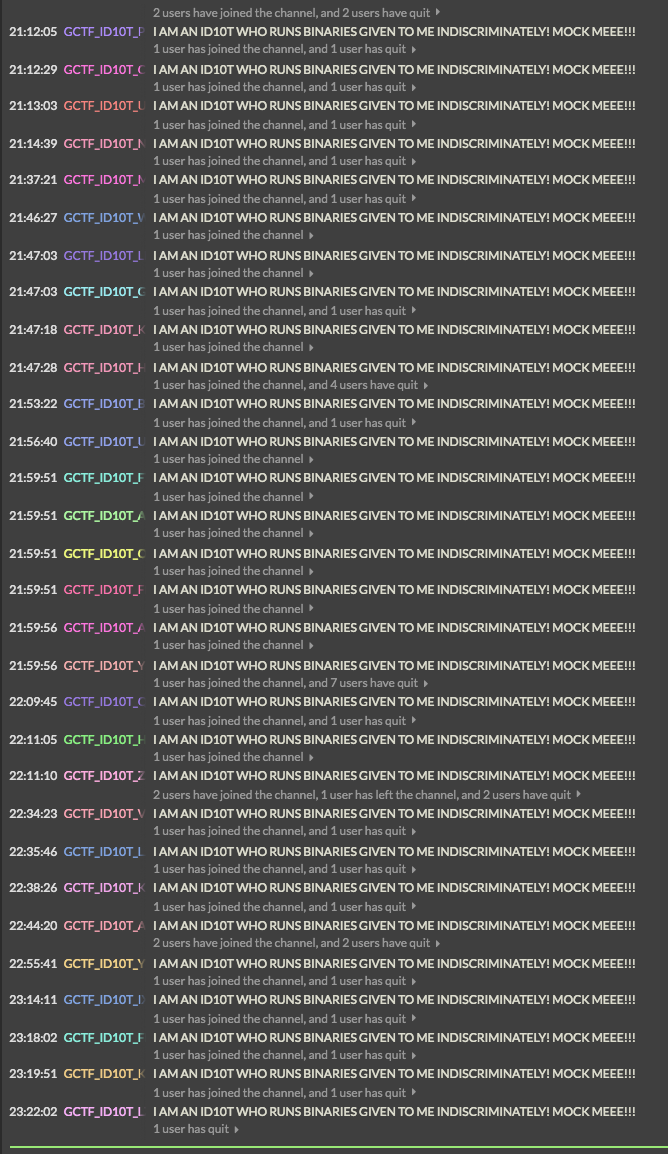 2 users have joined the channel, and 2 users have quit
21:12:05 GCTF_ID10T_P I AM AN ID10T WHO RUNS BINARIES GIVEN TO ME INDISCRIMINATELY! MOCK MEEE!!!
1 user has joined the channel, and 1 user has quit
21:12:29 GCTF_ID10T_C I AM AN ID10T WHO RUNS BINARIES GIVEN TO ME INDISCRIMINATELY! MOCK MEEE!!!
1 user has joined the channel, and 1 user has quit
21:13:03 GCTF_ID10T_U I AM AN ID10T WHO RUNS BINARIES GIVEN TO ME INDISCRIMINATELY! MOCK MEEE!!!
1 user has joined the channel, and 1 user has quit
21:14:39 GCTF_ID10T_N I AM AN ID10T WHO RUNS BINARIES GIVEN TO ME INDISCRIMINATELY! MOCK MEEE!!!
1 user has joined the channel, and 1 user has quit
21:37:21 GCTF_ID10T_M I AM AN ID10T WHO RUNS BINARIES GIVEN TO ME INDISCRIMINATELY! MOCK MEEE!!!
1 user has joined the channel, and 1 user has quit
21:46:27 GCTF_ID10T_W I AM AN ID10T WHO RUNS BINARIES GIVEN TO ME INDISCRIMINATELY! MOCK MEEE!!!
1 user has joined the channel
21:47:03 GCTF_ID10T_L I AM AN ID10T WHO RUNS BINARIES GIVEN TO ME INDISCRIMINATELY! MOCK MEEE!!!
1 user has joined the channel
21:47:03 GCTF_ID10T_G I AM AN ID10T WHO RUNS BINARIES GIVEN TO ME INDISCRIMINATELY! MOCK MEEE!!!
1 user has joined the channel, and 1 user has quit
21:47:18 GCTF_ID10T_K I AM AN ID10T WHO RUNS BINARIES GIVEN TO ME INDISCRIMINATELY! MOCK MEEE!!!
1 user has joined the channel
21:47:28 GCTF_ID10T_H I AM AN ID10T WHO RUNS BINARIES GIVEN TO ME INDISCRIMINATELY! MOCK MEEE!!!
1 user has joined the channel, and 4 users have quit
21:53:22 GCTF_ID10T_B I AM AN ID10T WHO RUNS BINARIES GIVEN TO ME INDISCRIMINATELY! MOCK MEEE!!!
1 user has joined the channel, and 1 user has quit
21:56:40 GCTF_ID10T_U I AM AN ID10T WHO RUNS BINARIES GIVEN TO ME INDISCRIMINATELY! MOCK MEEE!!!
1 user has joined the channel
21:59:51 GCTF_ID10T_F I AM AN ID10T WHO RUNS BINARIES GIVEN TO ME INDISCRIMINATELY! MOCK MEEE!!!
1 user has joined the channel
21:59:51 GCTF_ID10T_A I AM AN ID10T WHO RUNS BINARIES GIVEN TO ME INDISCRIMINATELY! MOCK MEEE!!!
1 user has joined the channel
21:59:51 GCTF_ID10T_C I AM AN ID10T WHO RUNS BINARIES GIVEN TO ME INDISCRIMINATELY! MOCK MEEE!!!
1 user has joined the channel
21:59:51 GCTF_ID10T_F I AM AN ID10T WHO RUNS BINARIES GIVEN TO ME INDISCRIMINATELY! MOCK MEEE!!!
1 user has joined the channel
21:59:56 GCTF_ID10T_A I AM AN ID10T WHO RUNS BINARIES GIVEN TO ME INDISCRIMINATELY! MOCK MEEE!!!
1 user has joined the channel
21:59:56 GCTF_ID10T_Y I AM AN ID10T WHO RUNS BINARIES GIVEN TO ME INDISCRIMINATELY! MOCK MEEE!!!
1 user has joined the channel, and 7 users have quit
22:09:45 GCTF_ID10T_C I AM AN ID10T WHO RUNS BINARIES GIVEN TO ME INDISCRIMINATELY! MOCK MEEE!!!
1 user has joined the channel, and 1 user has quit
22:11:05 GCTF_ID10T_H I AM AN ID10T WHO RUNS BINARIES GIVEN TO ME INDISCRIMINATELY! MOCK MEEE!!!
1 user has joined the channel
22:11:10 GCTF_ID10T_Z I AM AN ID10T WHO RUNS BINARIES GIVEN TO ME INDISCRIMINATELY! MOCK MEEE!!!
2 users have joined the channel, 1 user has left the channel, and 2 users have quit
22:34:23 GCTF_ID10T_V I AM AN ID10T WHO RUNS BINARIES GIVEN TO ME INDISCRIMINATELY! MOCK MEEE!!!
1 user has joined the channel, and 1 user has quit
22:35:46 GCTF_ID10T_L I AM AN ID10T WHO RUNS BINARIES GIVEN TO ME INDISCRIMINATELY! MOCK MEEE!!!
1 user has joined the channel, and 1 user has quit
22:38:26 GCTF_ID10T_K I AM AN ID10T WHO RUNS BINARIES GIVEN TO ME INDISCRIMINATELY! MOCK MEEE!!!
1 user has joined the channel, and 1 user has quit
22:44:20 GCTF_ID10T_A I AM AN ID10T WHO RUNS BINARIES GIVEN TO ME INDISCRIMINATELY! MOCK MEEE!!!
2 users have joined the channel, and 2 users have quit
22:55:41 GCTF_ID10T_Y I AM AN ID10T WHO RUNS BINARIES GIVEN TO ME INDISCRIMINATELY! MOCK MEEE!!!
1 user has joined the channel, and 1 user has quit
23:14:11 GCTF_ID10T_D I AM AN ID10T WHO RUNS BINARIES GIVEN TO ME INDISCRIMINATELY! MOCK MEEE!!!
1 user has joined the channel, and 1 user has quit
23:18:02 GCTF_ID10T_F I AM AN ID10T WHO RUNS BINARIES GIVEN TO ME INDISCRIMINATELY! MOCK MEEE!!!
1 user has joined the channel, and 1 user has quit
23:19:51 GCTF_ID10T_K I AM AN ID10T WHO RUNS BINARIES GIVEN TO ME INDISCRIMINATELY! MOCK MEEE!!!
1 user has joined the channel, and 1 user has quit
23:22:02 GCTF_ID10T_L I AM AN ID10T WHO RUNS BINARIES GIVEN TO ME INDISCRIMINATELY! MOCK MEEE!!!
1 user has quit